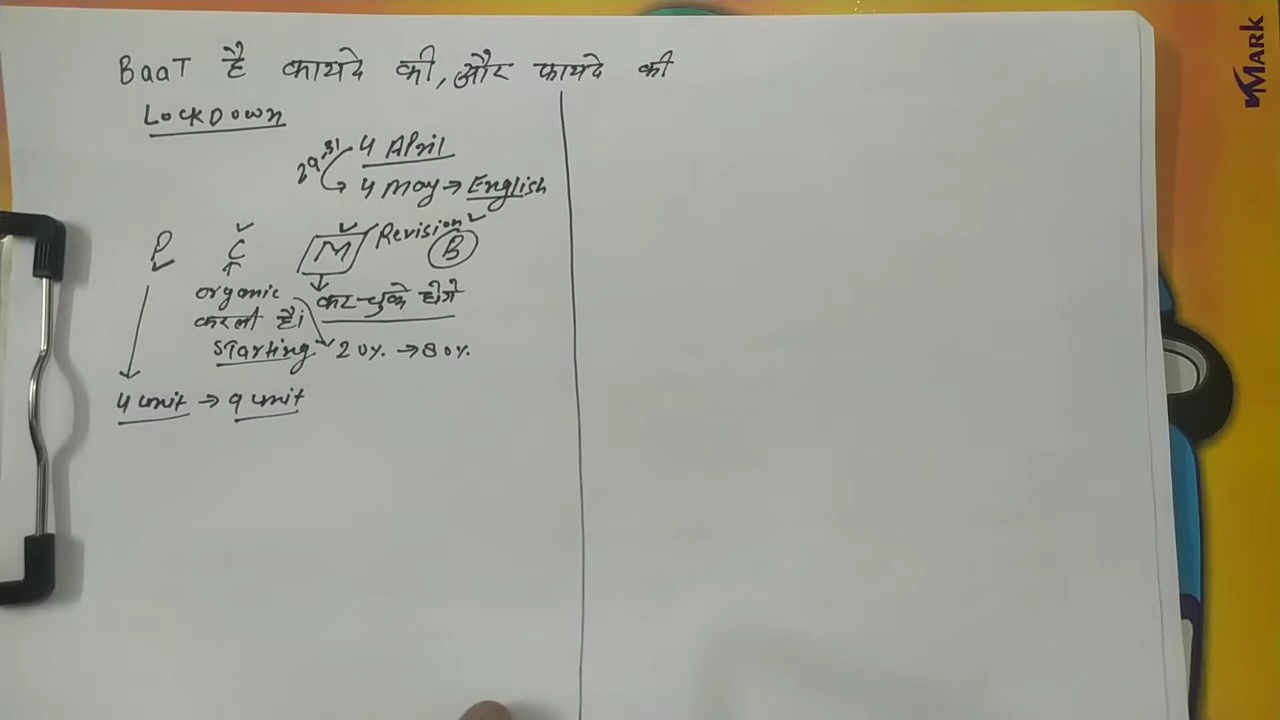 BaaT है कायदे की, और फायदे की
LockDown
29-31 4 April
4 May → English
P C M Revision B
organic कर चुके होंगे
करली है।
Starting 20% → 80%
4 unit → 9 unit
MARK